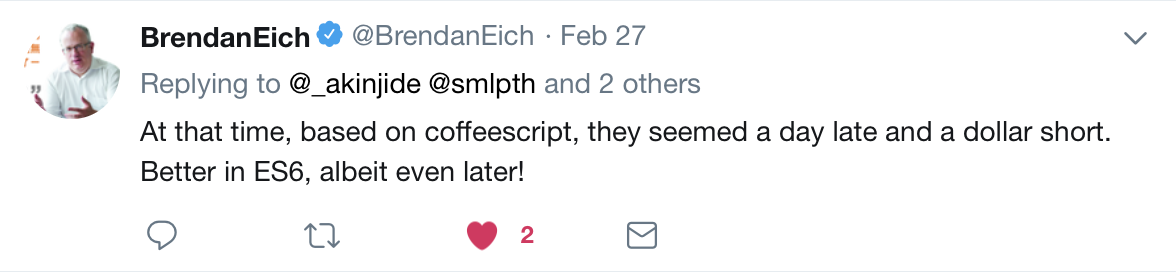 BrendanEich @BrendanEich · Feb 27
Replying to @_akinjide @smlpth and 2 others
At that time, based on coffeescript, they seemed a day late and a dollar short.
Better in ES6, albeit even later!
2